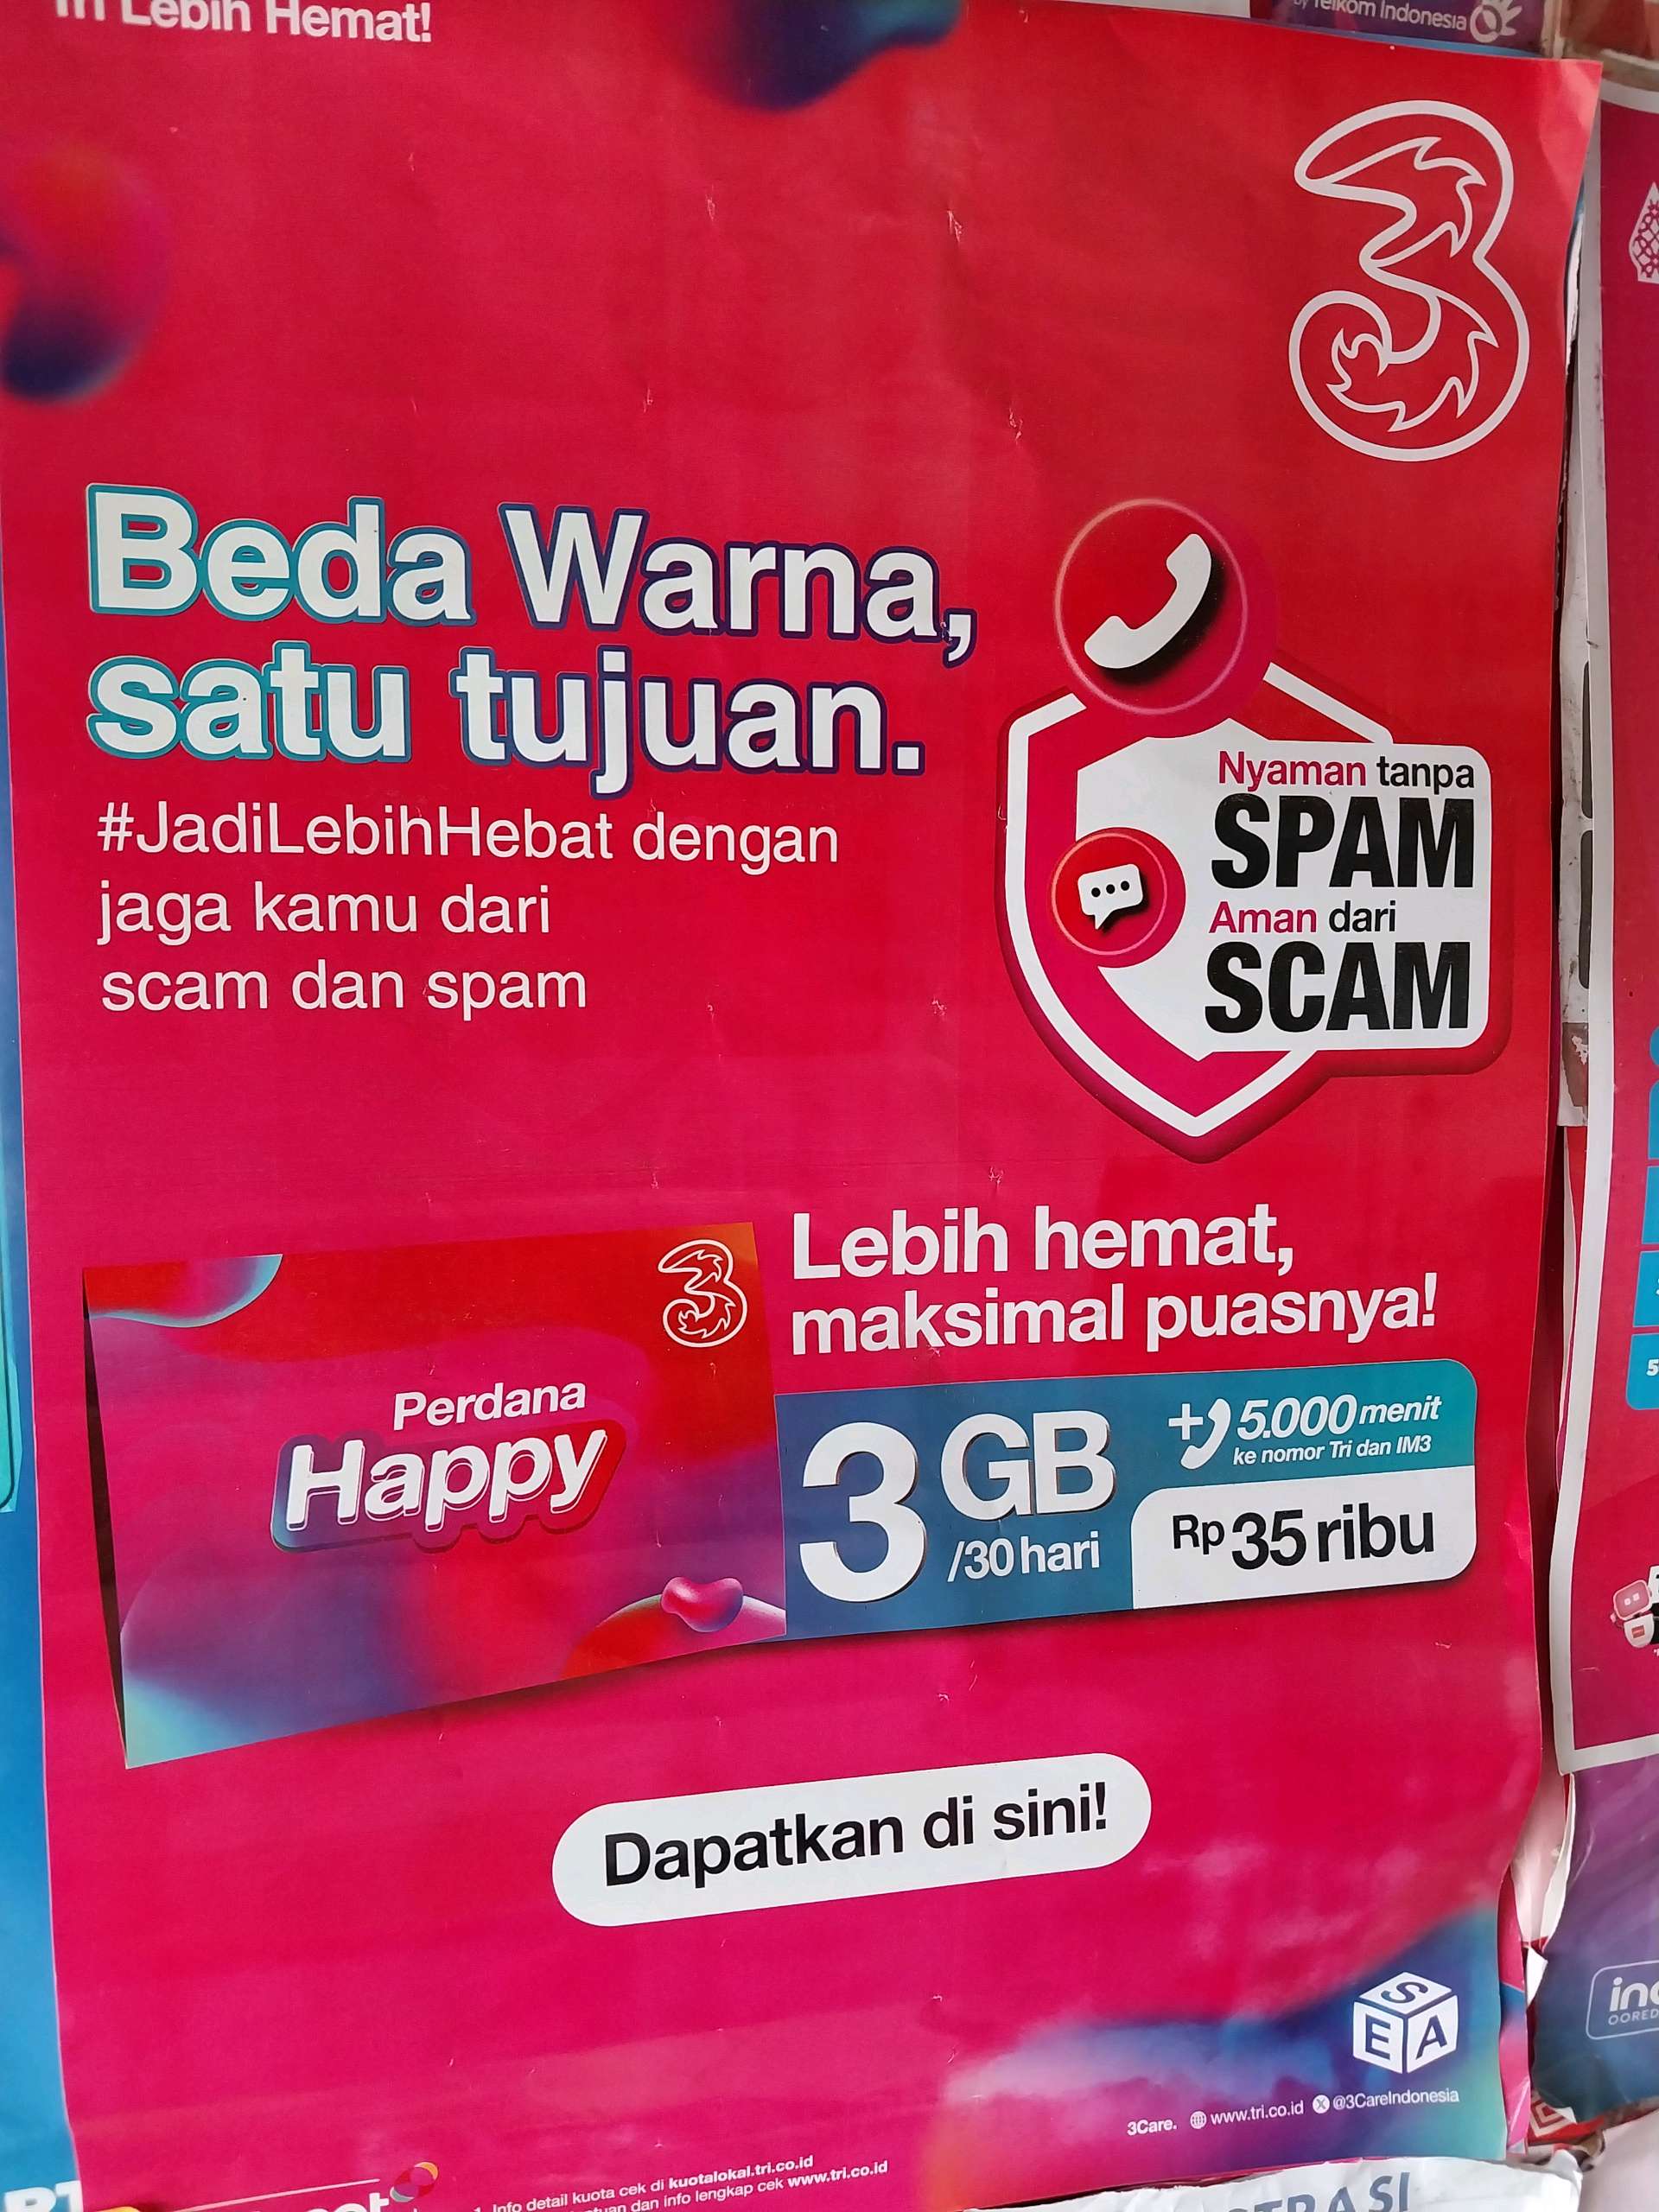 Lebih Hemat!
by Telkom Indonesia
3
Beda Warna,
satu tujuan.
#JadiLebihHebat dengan
jaga kamu dari
scam dan spam
Nyaman tanpa
SPAM
Aman dari
SCAM
Lebih hemat,
maksimal puasnya!
3
Perdana
Happy
3 GB
/30 hari
+ 5.000 menit
ke nomor Tri dan IM3
Rp 35 ribu
Dapatkan di sini!
S
E A
3Care. www.tri.co.id X @3CareIndonesia
1. Info detail kuota cek di kuotalokal.tri.co.id
dan info lengkap cek www.tri.co.id